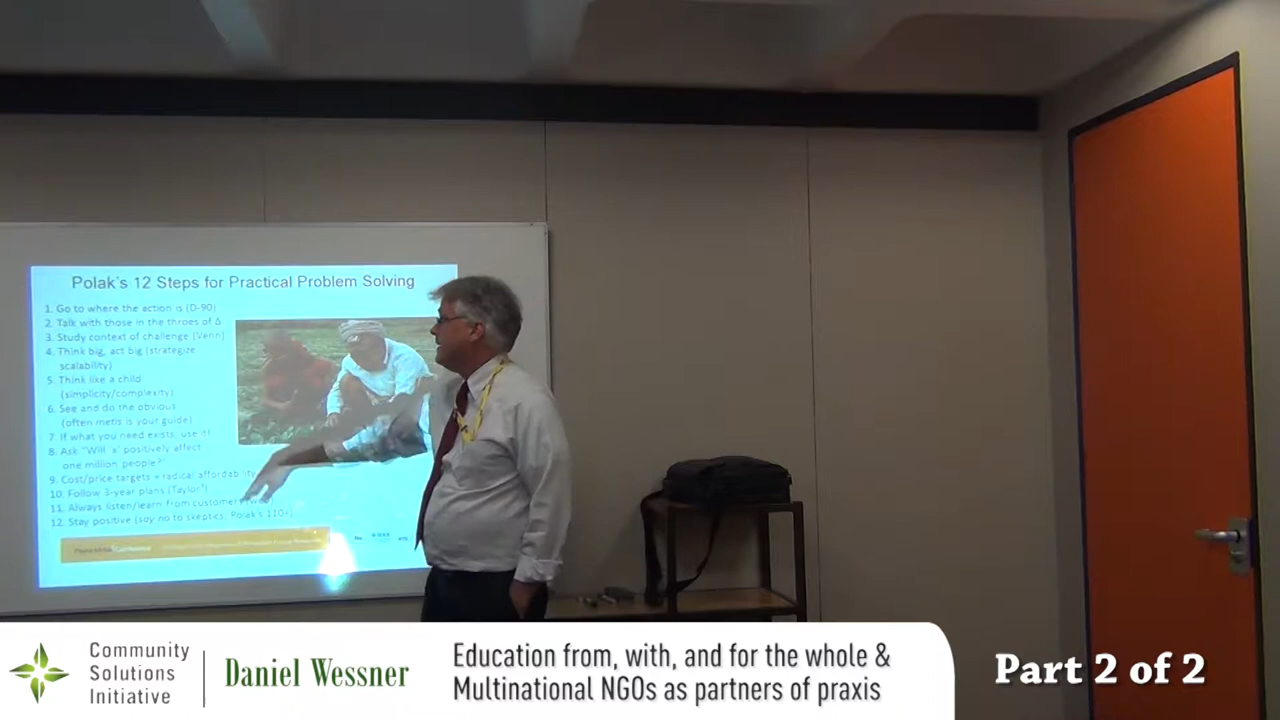 Polak's 12 Steps for Practical Problem Solving
1. Go to where the action is (D-90)
2. Talk with those in the throes of Δ
3. Study context of challenge (Venn)
4. Think big, act big (strategize
scalability)
5. Think like a child
(simplicity/complexity)
6. See and do the obvious
(often metis is your guide)
7. If what you need exists, use it!
8. Ask "Will 'x' positively affect
one million people?"
9. Cost/price targets = radical affordability
10. Follow 3-year plans (Taylor)
11. Always listen/learn from customers
12. Stay positive (say no to skeptics; Polak's 110+)
Conference
IEEE
Community
Solutions
Initiative
Daniel Wessner
Education from, with, and for the whole &
Multinational NGOs as partners of praxis
Part 2 of 2